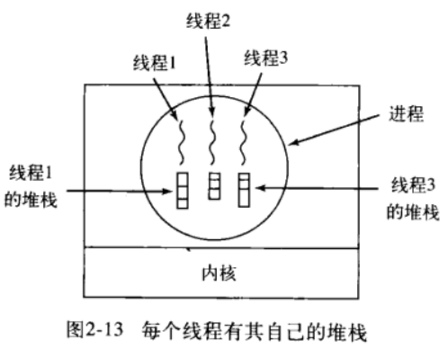 线程2
线程1
线程3
进程
线程1
的堆栈
线程3
的堆栈
内核
图2-13 每个线程有其自己的堆栈